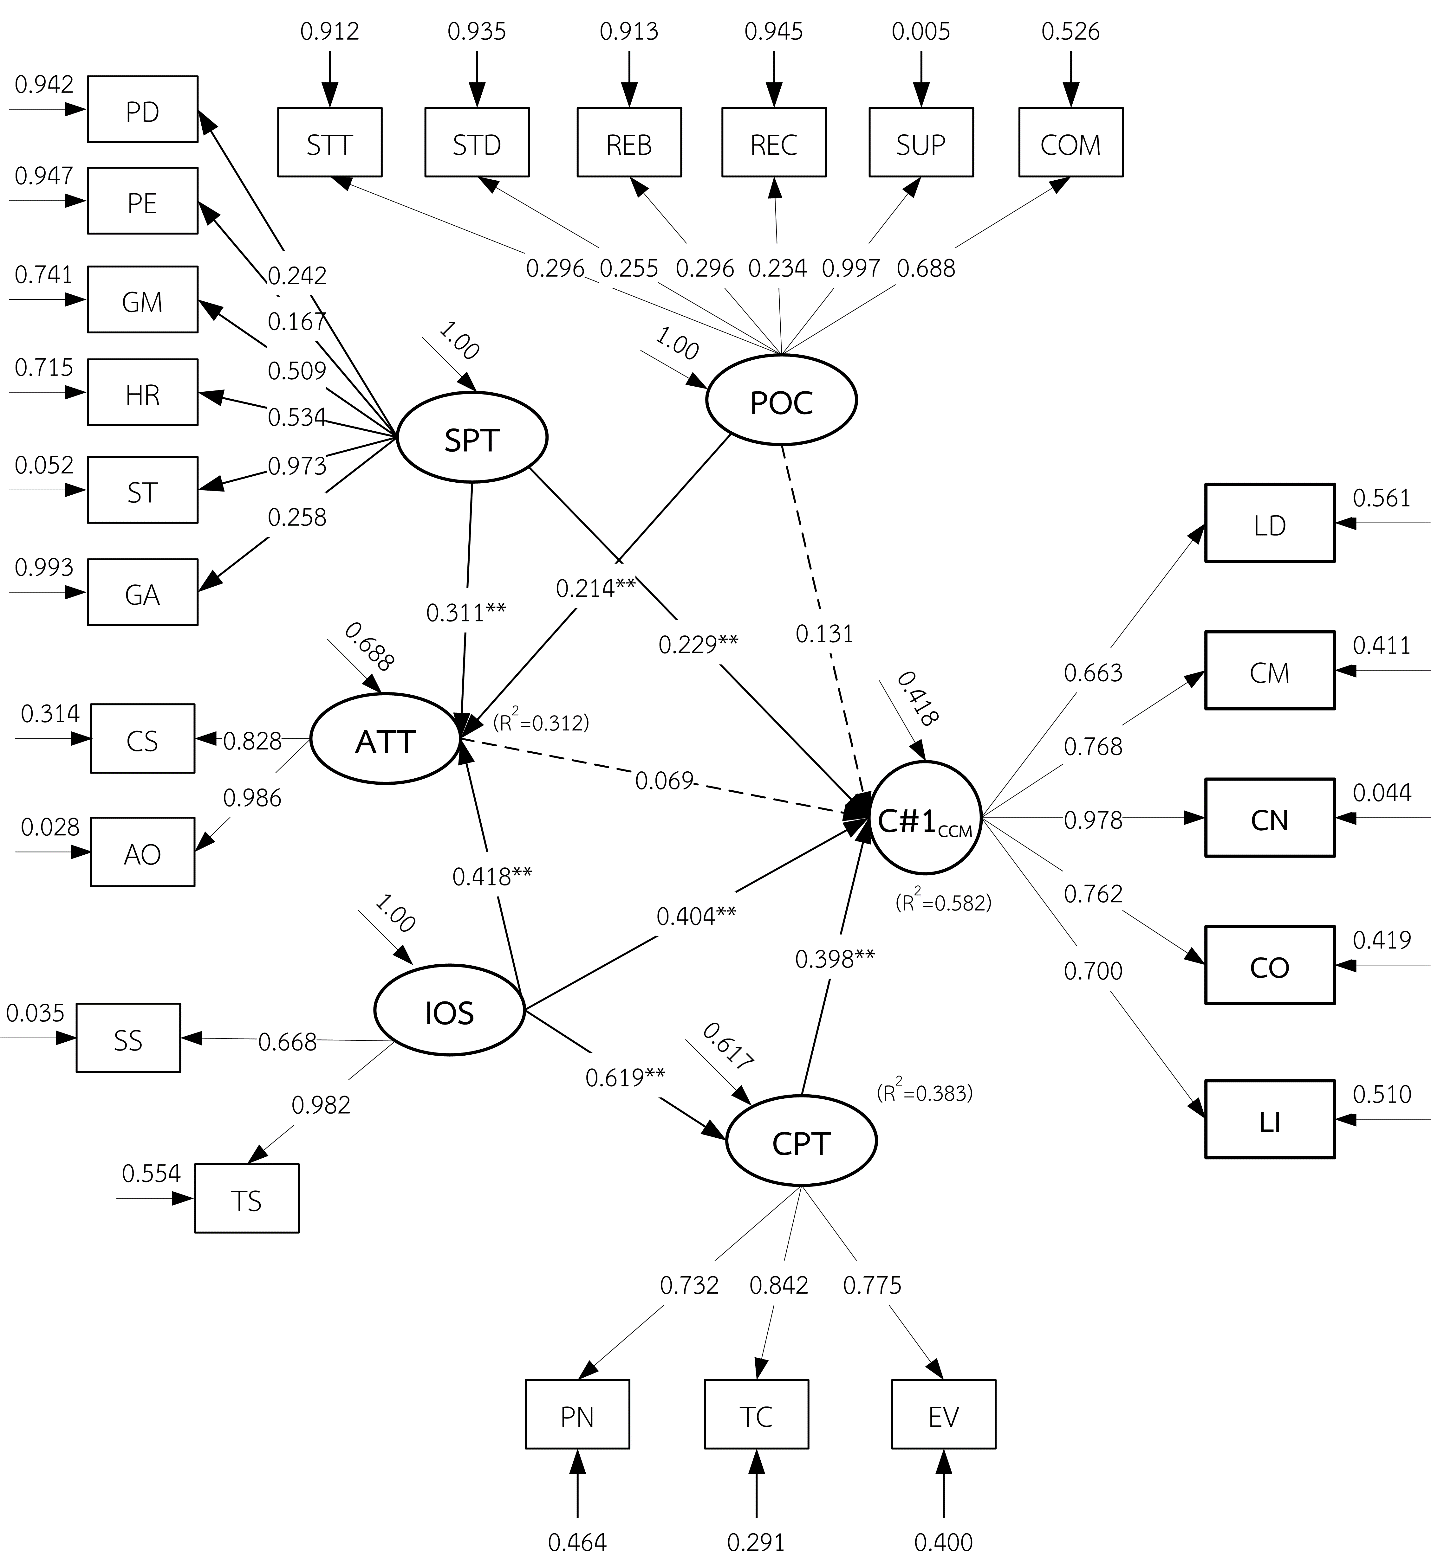 0.912 0.935 0.913 0.945 0.005 0.526
0.942
PD
STT STD REB REC SUP COM
0.947
PE
0.741
GM
0.296 0.255 0.296 0.234 0.997 0.688
0.242
0.167
1.00
1.00
0.715
HR
0.509
0.534
POC
SPT
0.052
ST
0.973
0.258
0.993
GA
LD
0.561
0.311**
0.214**
0.229**
0.131
0.688
0.663
CM
0.411
0.418
0.314
CS
0.828
ATT
(R2=0.312)
0.069
0.768
0.986
0.028
AO
C#1CCM
0.978
CN
0.044
0.418**
(R2=0.582)
0.762
1.00
0.404**
0.398**
CO
0.419
0.700
IOS
0.035
SS
0.668
0.617
0.619**
(R2=0.383)
0.982
LI
0.510
CPT
0.554
TS
0.732 0.842 0.775
PN TC EV
0.464 0.291 0.400